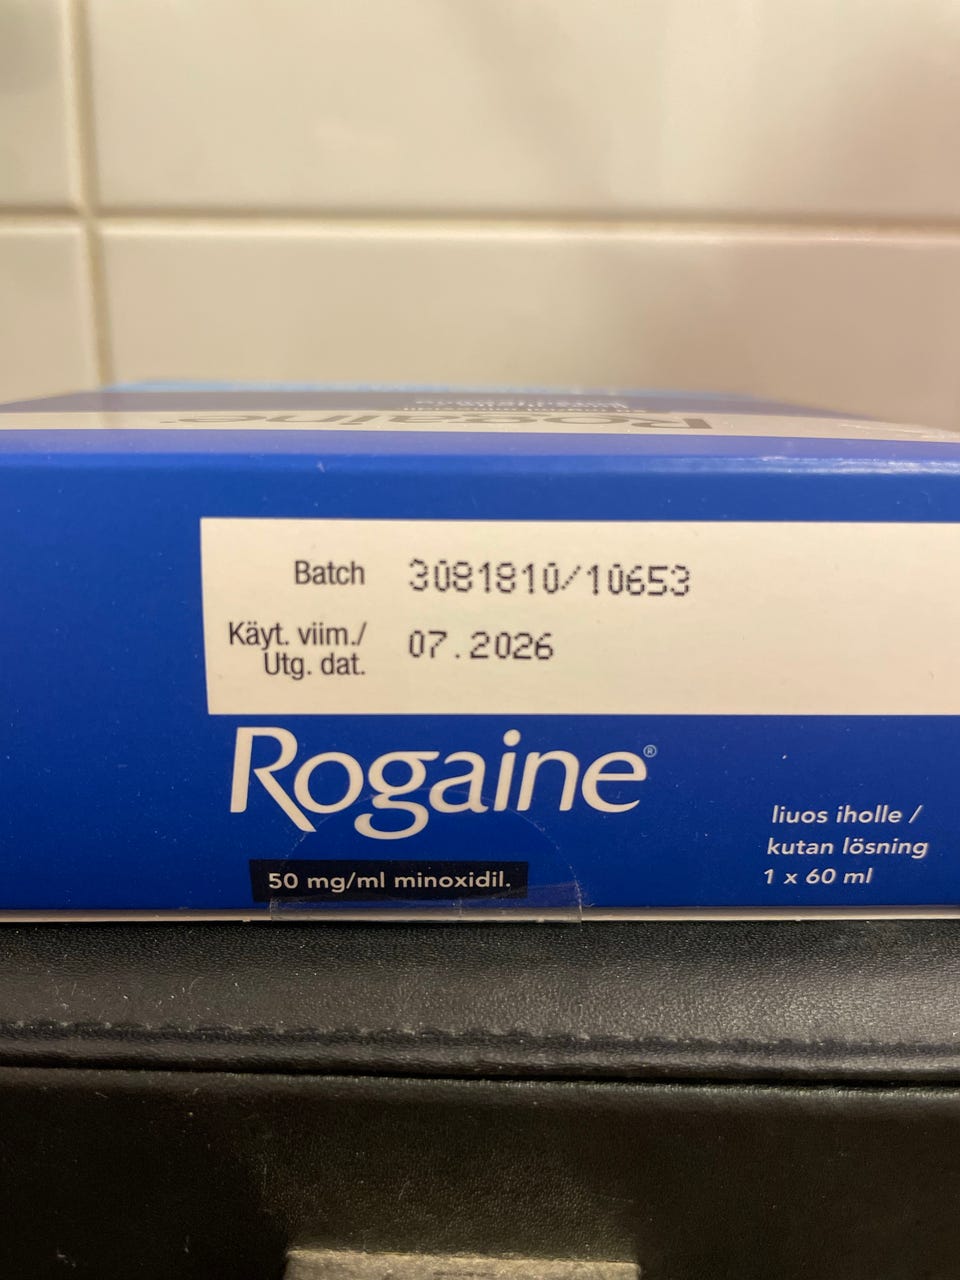 Rogaine
Batch 3081810/10653
Käyt. viim./
Utg. dat. 07.2026
Rogaine®
liuos iholle /
kutan lösning
1 x 60 ml
50 mg/ml minoxidil.